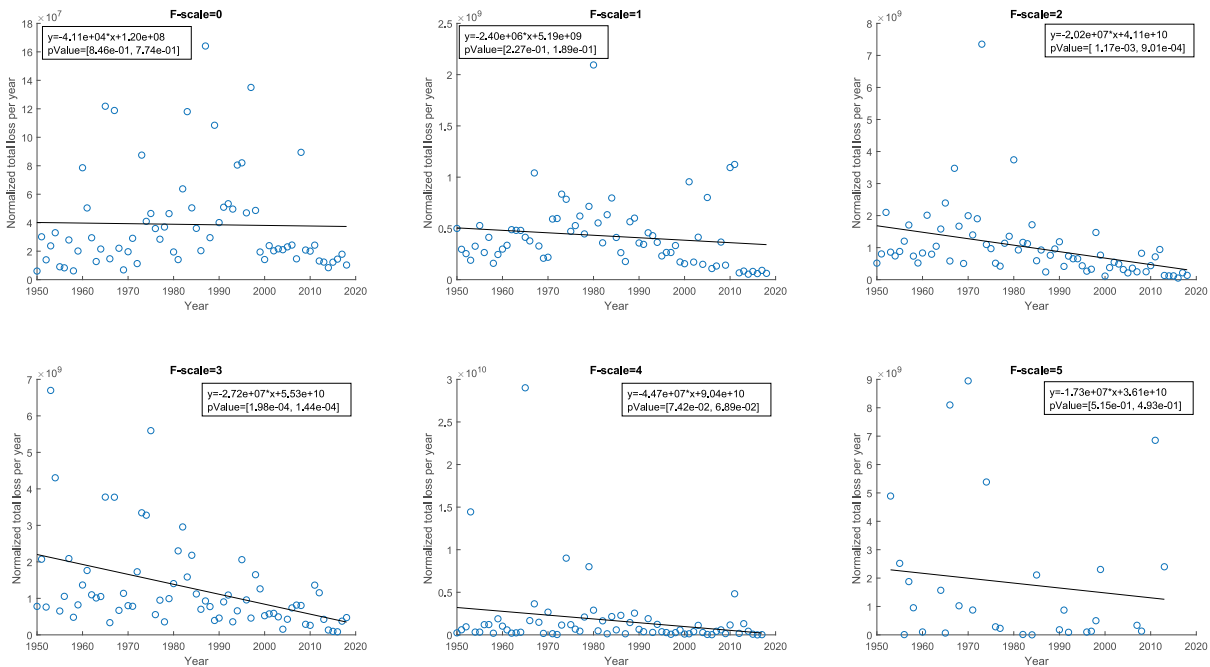 F-scale=0
×10^7
y=-4.11e+04*x+1.20e+08
pValue=[8.46e-01, 7.74e-01]
Normalized total loss per year
18
16
14
12
10
8
6
4
2
0
1950 1960 1970 1980 1990 2000 2010 2020
Year
F-scale=1
×10^9
y=-2.40e+06*x+5.19e+09
pValue=[2.27e-01, 1.89e-01]
Normalized total loss per year
2.5
2
1.5
1
0.5
0
1950 1960 1970 1980 1990 2000 2010 2020
Year
F-scale=2
×10^9
y=-2.02e+07*x+4.11e+10
pValue=[ 1.17e-03, 9.01e-04]
Normalized total loss per year
8
7
6
5
4
3
2
1
0
1950 1960 1970 1980 1990 2000 2010 2020
Year
F-scale=3
×10^9
y=-2.72e+07*x+5.53e+10
pValue=[1.98e-04, 1.44e-04]
Normalized total loss per year
7
6
5
4
3
2
1
0
1950 1960 1970 1980 1990 2000 2010 2020
Year
F-scale=4
×10^10
y=-4.47e+07*x+9.04e+10
pValue=[7.42e-02, 6.89e-02]
Normalized total loss per year
3
2.5
2
1.5
1
0.5
0
1950 1960 1970 1980 1990 2000 2010 2020
Year
F-scale=5
×10^9
y=-1.73e+07*x+3.61e+10
pValue=[5.15e-01, 4.93e-01]
Normalized total loss per year
9
8
7
6
5
4
3
2
1
0
1950 1960 1970 1980 1990 2000 2010 2020
Year